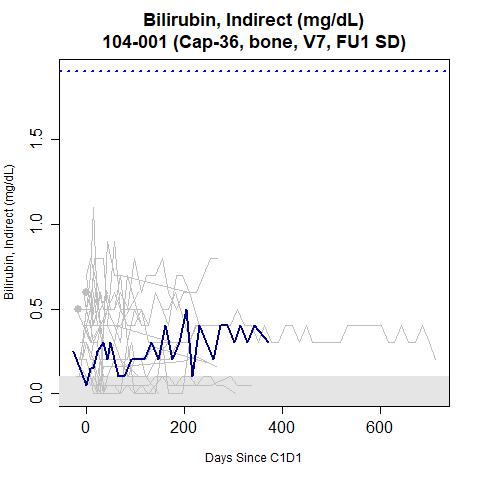 Bilirubin, Indirect (mg/dL)
104-001 (Cap-36, bone, V7, FU1 SD)
Bilirubin, Indirect (mg/dL)
1.5
1.0
0.5
0.0
0 200 400 600
Days Since C1D1